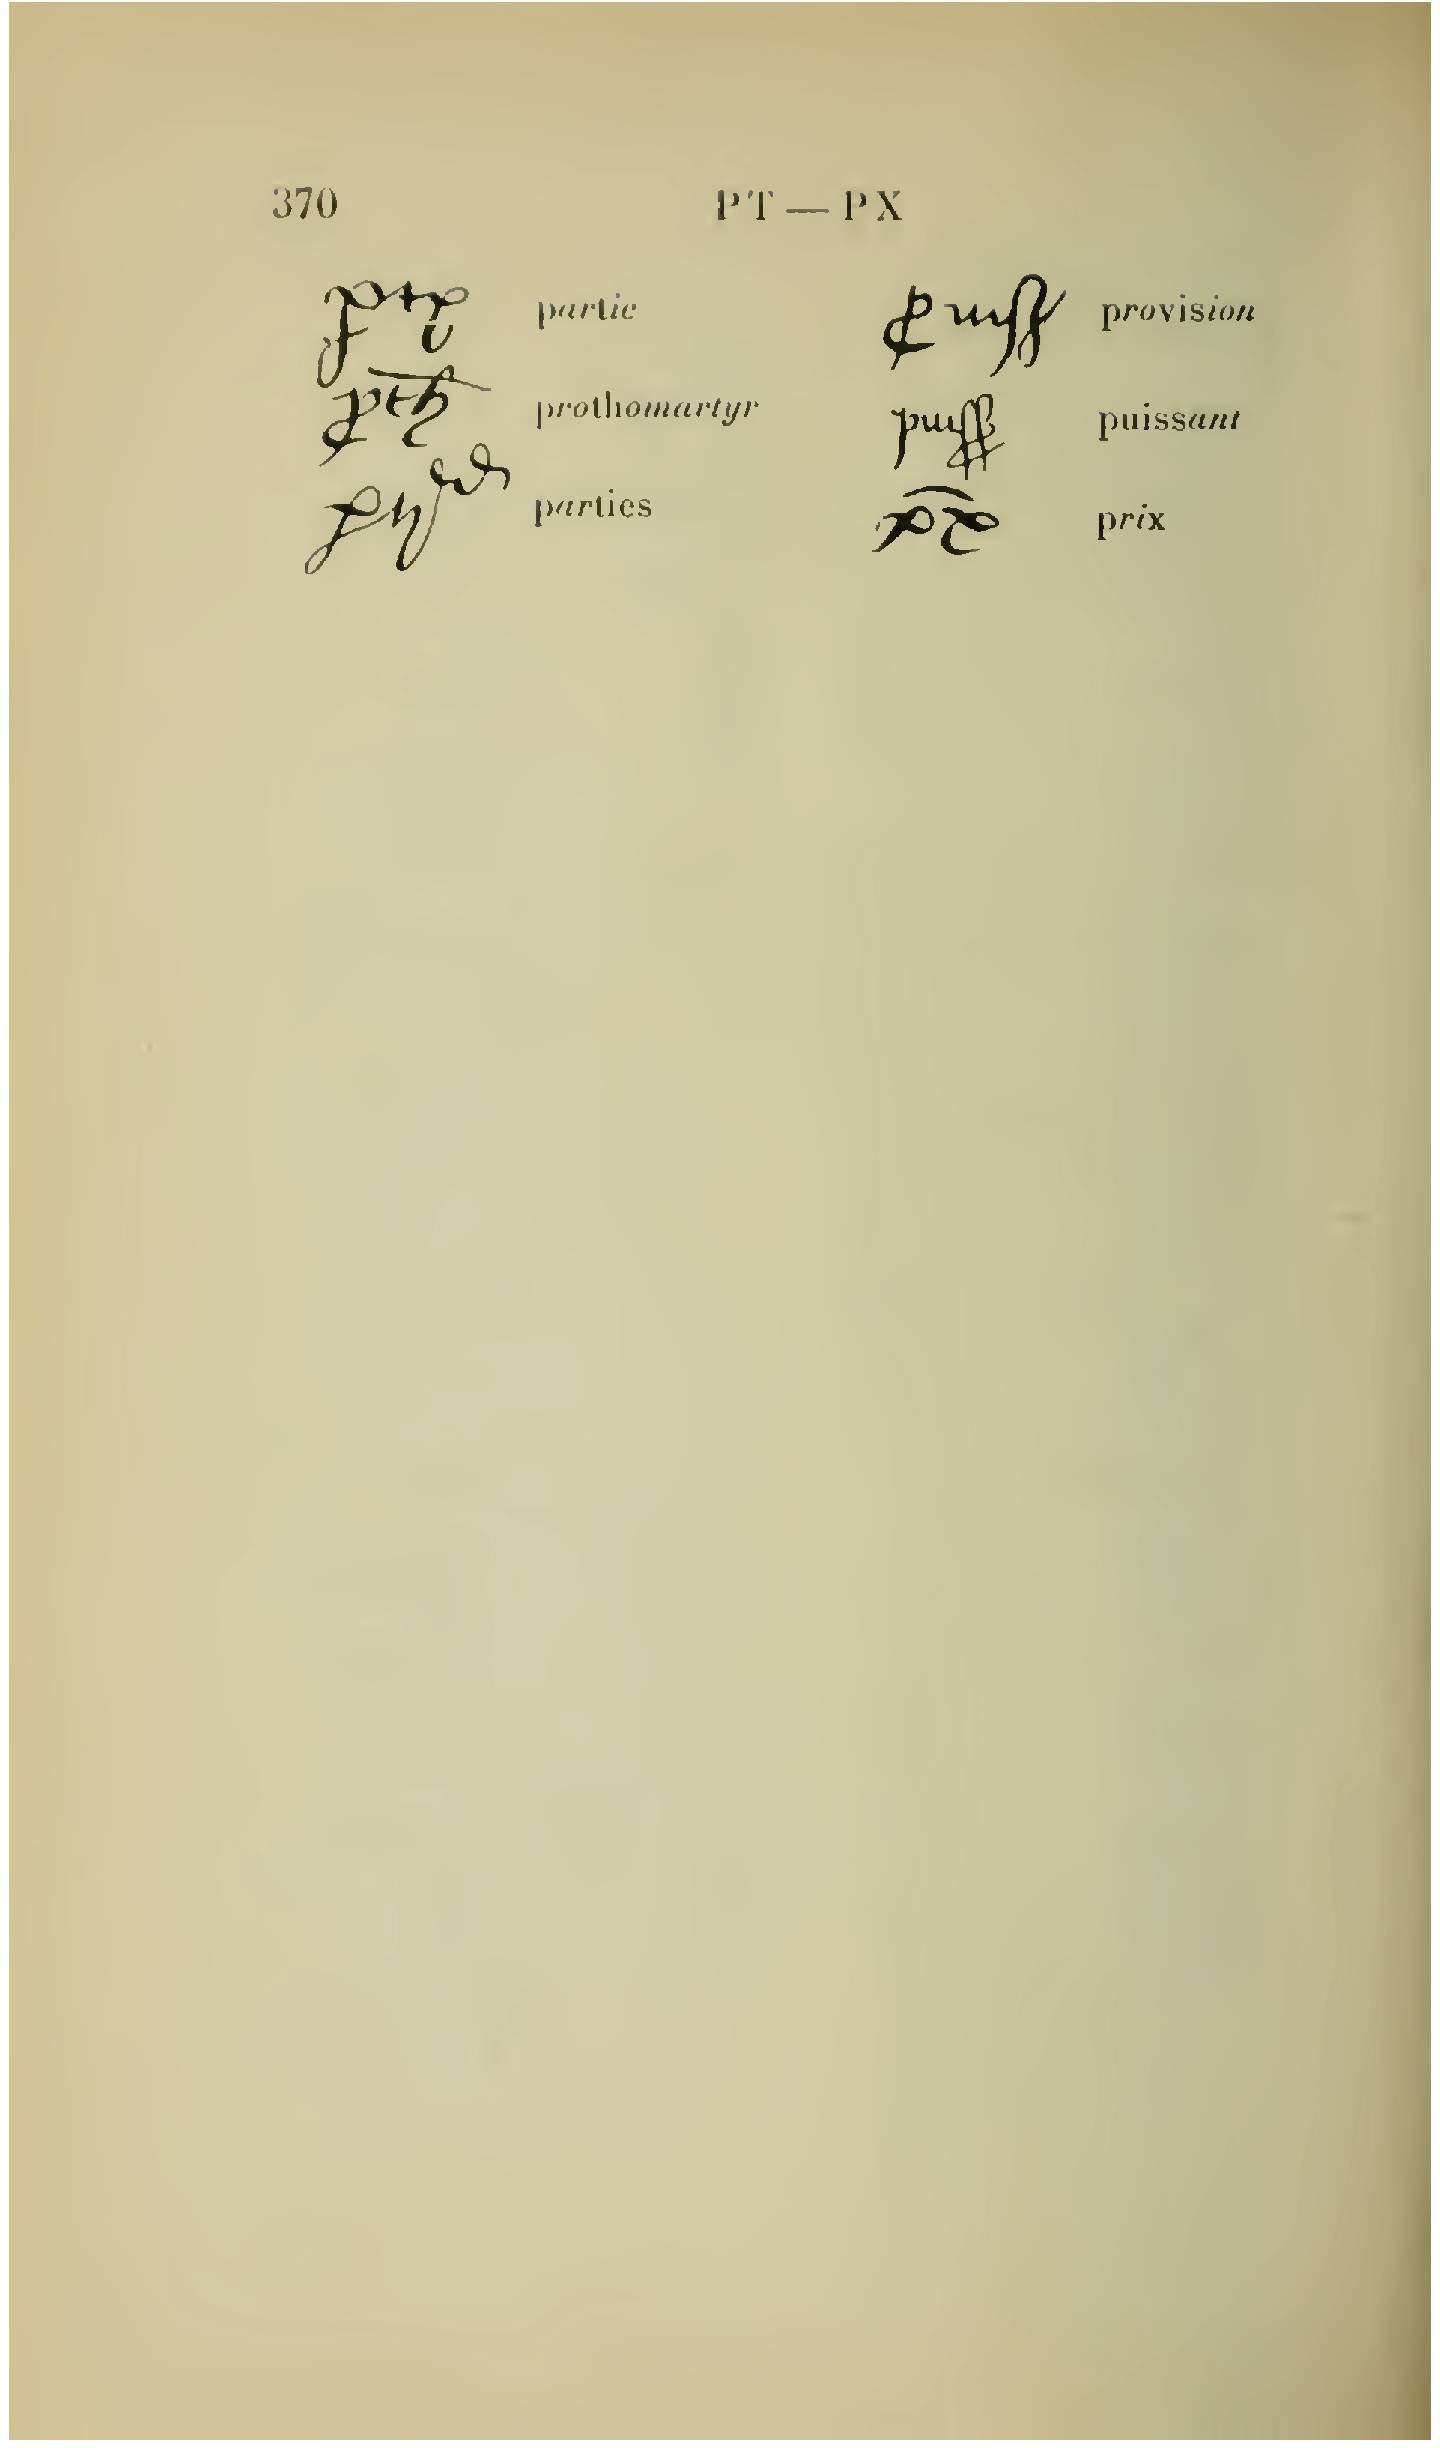 370 PT — PX
partie
prothomartyr
parties
provision
puissant
prix